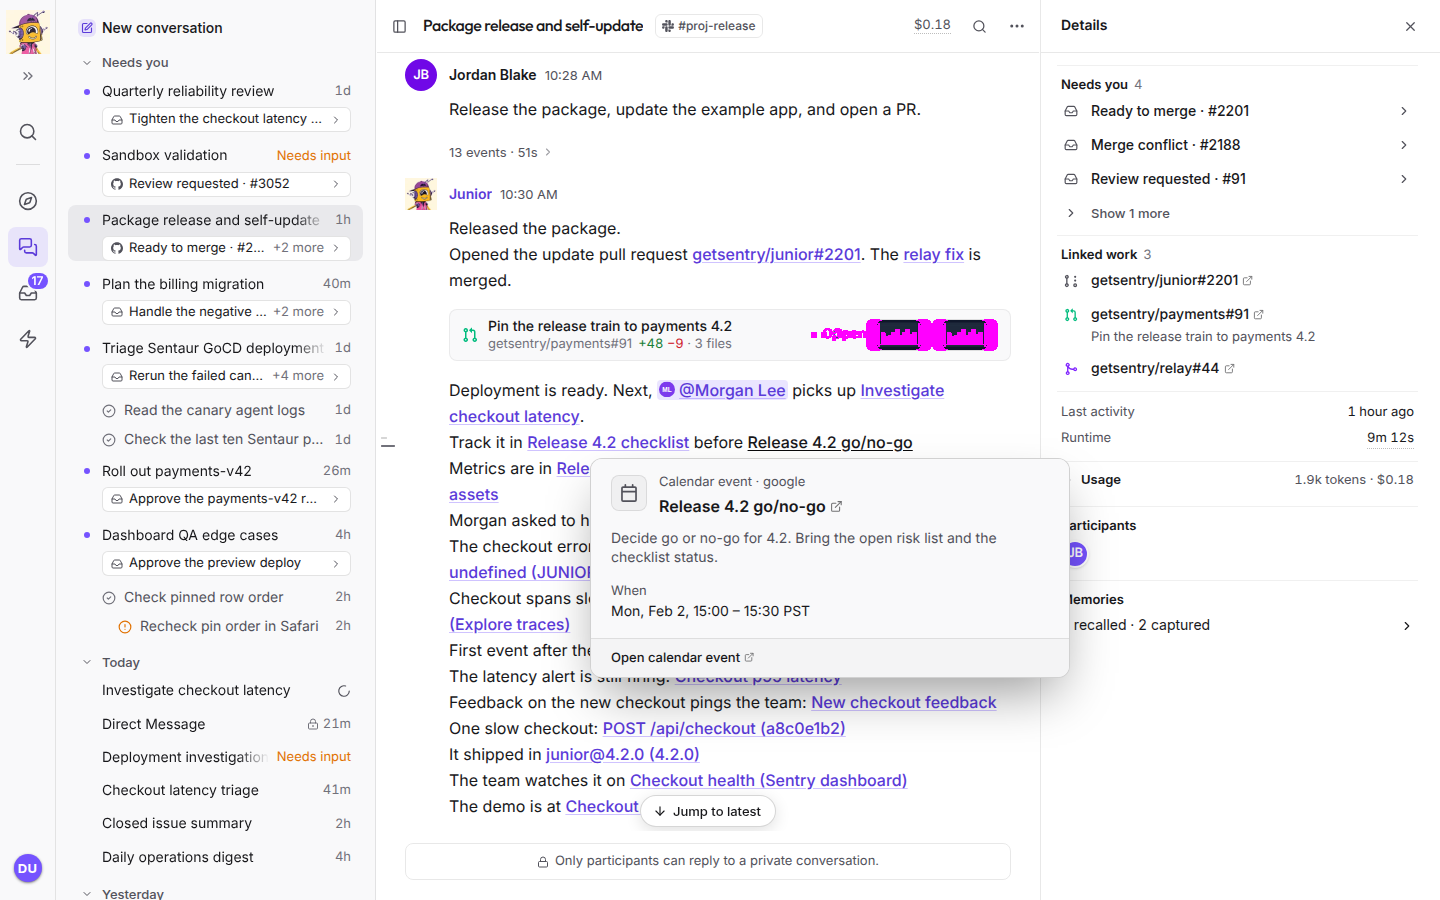 New conversation
Needs you
Quarterly reliability review 1d
Tighten the checkout latency ...
Sandbox validation Needs input
Review requested · #3052
Package release and self-update 1h
Ready to merge · #2... +2 more
Plan the billing migration 40m
Handle the negative ... +2 more
Triage Sentaur GoCD deployment 1d
Rerun the failed can... +4 more
Read the canary agent logs 1d
Check the last ten Sentaur p... 1d
Roll out payments-v42 26m
Approve the payments-v42 r...
Dashboard QA edge cases 4h
Approve the preview deploy
Check pinned row order 2h
Recheck pin order in Safari 2h
Today
Investigate checkout latency
Direct Message 21m
Deployment investigation Needs input
Checkout latency triage 41m
Closed issue summary 2h
Daily operations digest 4h
Yesterday
17
DU
Package release and self-update #proj-release $0.18
JB Jordan Blake 10:28 AM
Release the package, update the example app, and open a PR.
13 events · 51s
Junior 10:30 AM
Released the package.
Opened the update pull request getsentry/junior#2201. The relay fix is
merged.
Pin the release train to payments 4.2
getsentry/payments#91 +48 −9 · 3 files
Open
Deployment is ready. Next, ML @Morgan Lee picks up Investigate
checkout latency.
Track it in Release 4.2 checklist before Release 4.2 go/no-go
Metrics are in Rele
assets
Morgan asked to h
The checkout erro
undefined (JUNIO
Checkout spans sl
(Explore traces)
First event after the
The latency alert is still firing: Checkout p95 latency
Feedback on the new checkout pings the team: New checkout feedback
One slow checkout: POST /api/checkout (a8c0e1b2)
It shipped in junior@4.2.0 (4.2.0)
The team watches it on Checkout health (Sentry dashboard)
The demo is at Checkout
Jump to latest
Only participants can reply to a private conversation.
Calendar event · google
Release 4.2 go/no-go
Decide go or no-go for 4.2. Bring the open risk list and the
checklist status.
When
Mon, Feb 2, 15:00 – 15:30 PST
Open calendar event
Details
Needs you 4
Ready to merge · #2201
Merge conflict · #2188
Review requested · #91
Show 1 more
Linked work 3
getsentry/junior#2201
getsentry/payments#91
Pin the release train to payments 4.2
getsentry/relay#44
Last activity 1 hour ago
Runtime 9m 12s
Usage 1.9k tokens · $0.18
articipants
JB
Memories
recalled · 2 captured